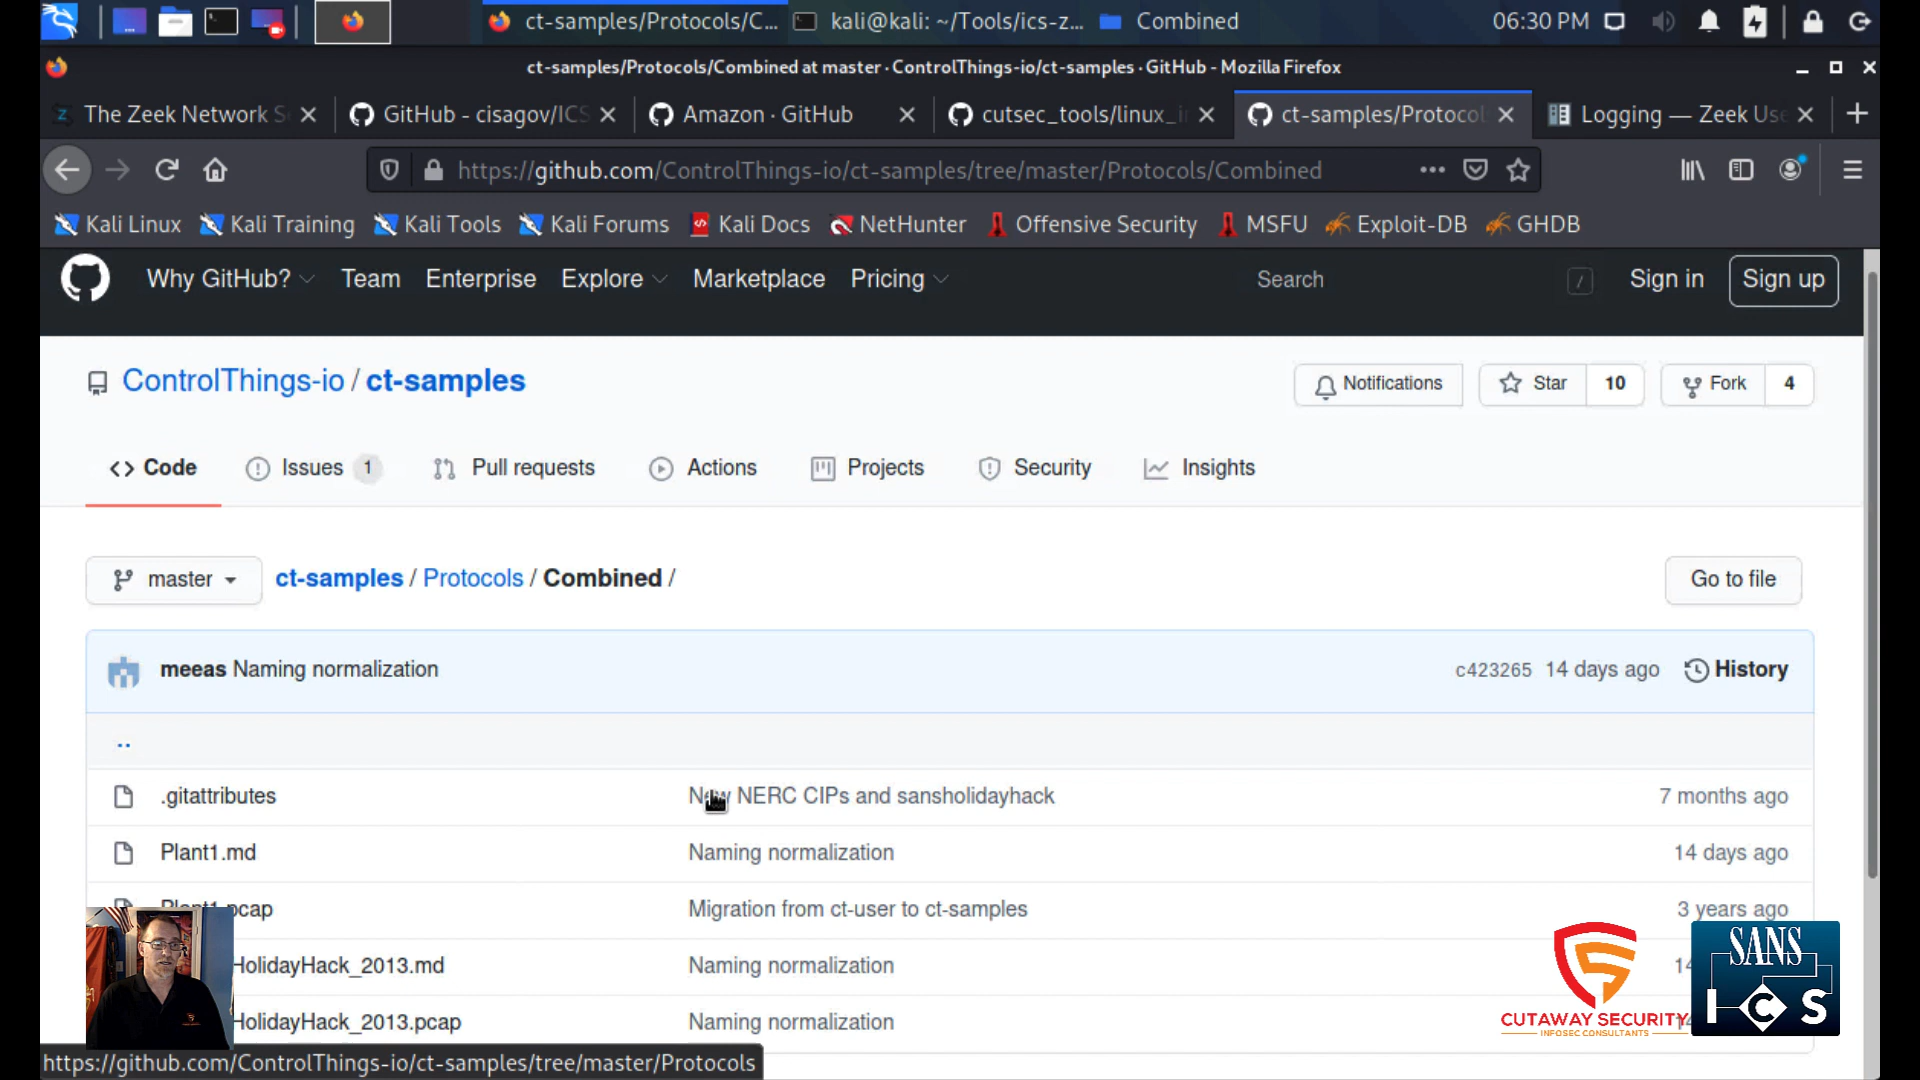 ct-samples/Protocols/C... kali@kali: ~/Tools/ics-z... Combined 06:30 PM
ct-samples/Protocols/Combined at master · ControlThings-io/ct-samples · GitHub - Mozilla Firefox
The Zeek Network S GitHub - cisagov/ICS Amazon · GitHub cutsec_tools/linux_i ct-samples/Protocol Logging — Zeek Use
https://github.com/ControlThings-io/ct-samples/tree/master/Protocols/Combined
Kali Linux Kali Training Kali Tools Kali Forums Kali Docs NetHunter Offensive Security MSFU Exploit-DB GHDB
Why GitHub? Team Enterprise Explore Marketplace Pricing Search / Sign in Sign up
ControlThings-io / ct-samples Notifications Star 10 Fork 4
Code Issues 1 Pull requests Actions Projects Security Insights
master ct-samples / Protocols / Combined / Go to file
meeas Naming normalization c423265 14 days ago History
..
.gitattributes New NERC CIPs and sansholidayhack 7 months ago
Plant1.md Naming normalization 14 days ago
Plant1.pcap Migration from ct-user to ct-samples 3 years ago
HolidayHack_2013.md Naming normalization 14
HolidayHack_2013.pcap Naming normalization
CUTAWAY SECURITY
INFOSEC CONSULTANTS
SANS
ICS
https://github.com/ControlThings-io/ct-samples/tree/master/Protocols